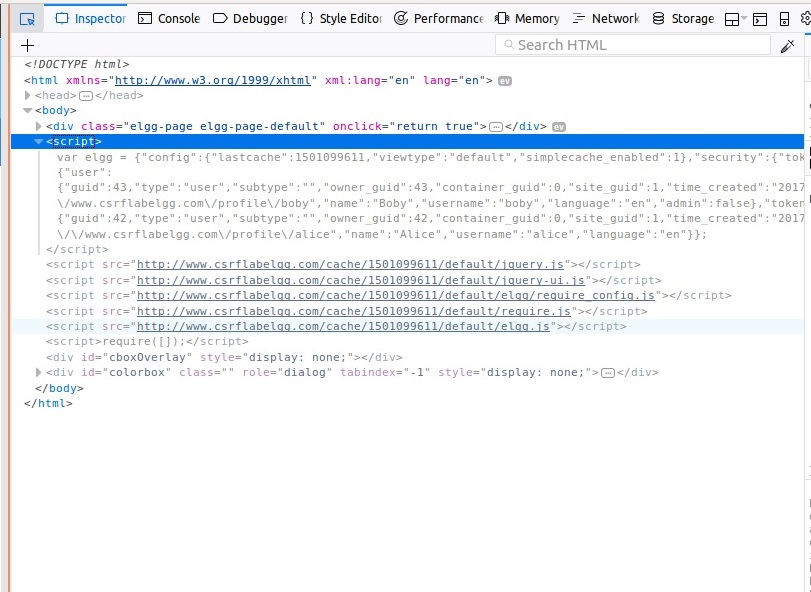 Inspector Console Debugger {} Style Editor Performance Memory Network Storage
+ Search HTML
<!DOCTYPE html>
<html xmlns="http://www.w3.org/1999/xhtml" xml:lang="en" lang="en"> ev
<head>…</head>
<body>
<div class="elgg-page elgg-page-default" onclick="return true">…</div> ev
<script>
var elgg = {"config":{"lastcache":1501099611,"viewtype":"default","simplecache_enabled":1},"security":{"tok
{"user":
{"guid":43,"type":"user","subtype":"","owner_guid":43,"container_guid":0,"site_guid":1,"time_created":"2017
\/www.csrflabelgg.com\/profile\/boby","name":"Boby","username":"boby","language":"en","admin":false},"token
{"guid":42,"type":"user","subtype":"","owner_guid":42,"container_guid":0,"site_guid":1,"time_created":"2017
\/\/www.csrflabelgg.com\/profile\/alice","name":"Alice","username":"alice","language":"en"}};
</script>
<script src="http://www.csrflabelgg.com/cache/1501099611/default/jquery.js"></script>
<script src="http://www.csrflabelgg.com/cache/1501099611/default/jquery-ui.js"></script>
<script src="http://www.csrflabelgg.com/cache/1501099611/default/elgg/require_config.js"></script>
<script src="http://www.csrflabelgg.com/cache/1501099611/default/require.js"></script>
<script src="http://www.csrflabelgg.com/cache/1501099611/default/elgg.js"></script>
<script>require([]);</script>
<div id="cboxOverlay" style="display: none;"></div>
<div id="colorbox" class="" role="dialog" tabindex="-1" style="display: none;">…</div>
</body>
</html>